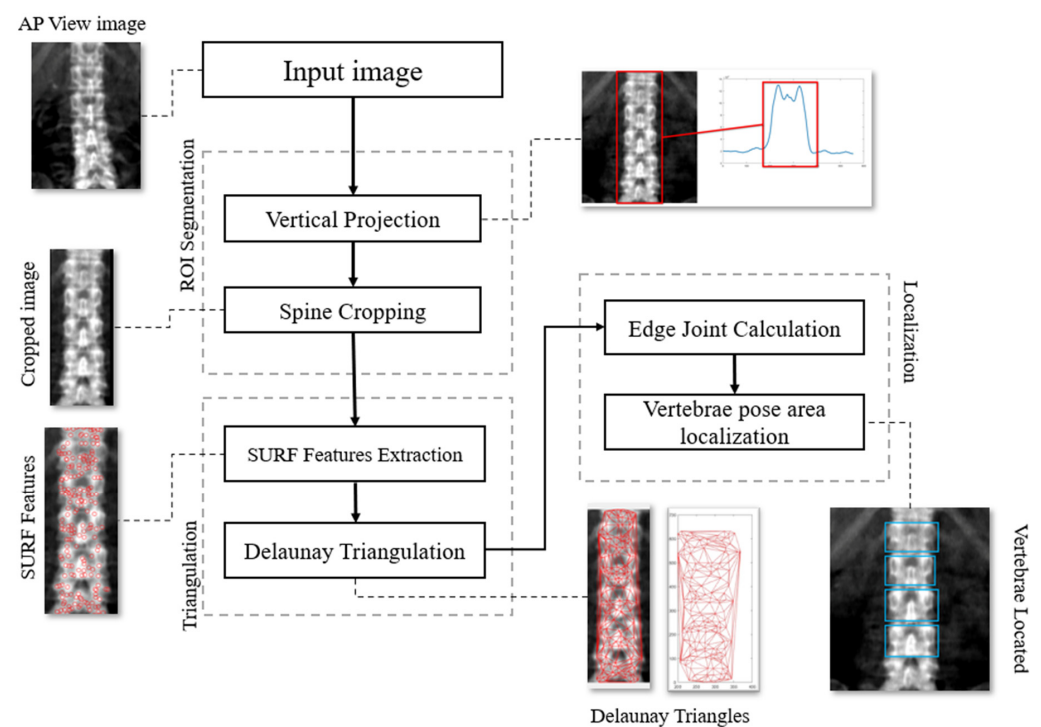 AP View image
Input image
ROI Segmentation
Vertical Projection
Spine Cropping
Cropped image
Localization
Edge Joint Calculation
Vertebrae pose area
localization
SURF Features
Triangulation
SURF Features Extraction
Delaunay Triangulation
Delaunay Triangles
Vertebrae Located